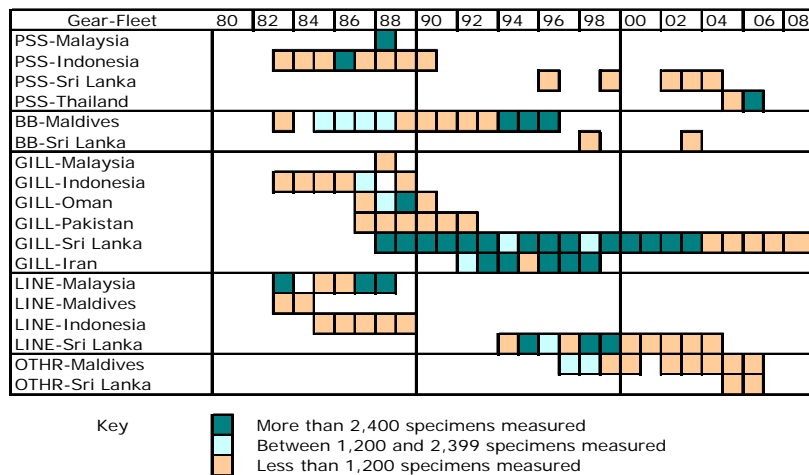 Gear-Fleet 80 82 84 86 88 90 92 94 96 98 00 02 04 06 08
PSS-Malaysia
PSS-Indonesia
PSS-Sri Lanka
PSS-Thailand
BB-Maldives
BB-Sri Lanka
GILL-Malaysia
GILL-Indonesia
GILL-Oman
GILL-Pakistan
GILL-Sri Lanka
GILL-Iran
LINE-Malaysia
LINE-Maldives
LINE-Indonesia
LINE-Sri Lanka
OTHR-Maldives
OTHR-Sri Lanka
Key More than 2,400 specimens measured
Between 1,200 and 2,399 specimens measured
Less than 1,200 specimens measured